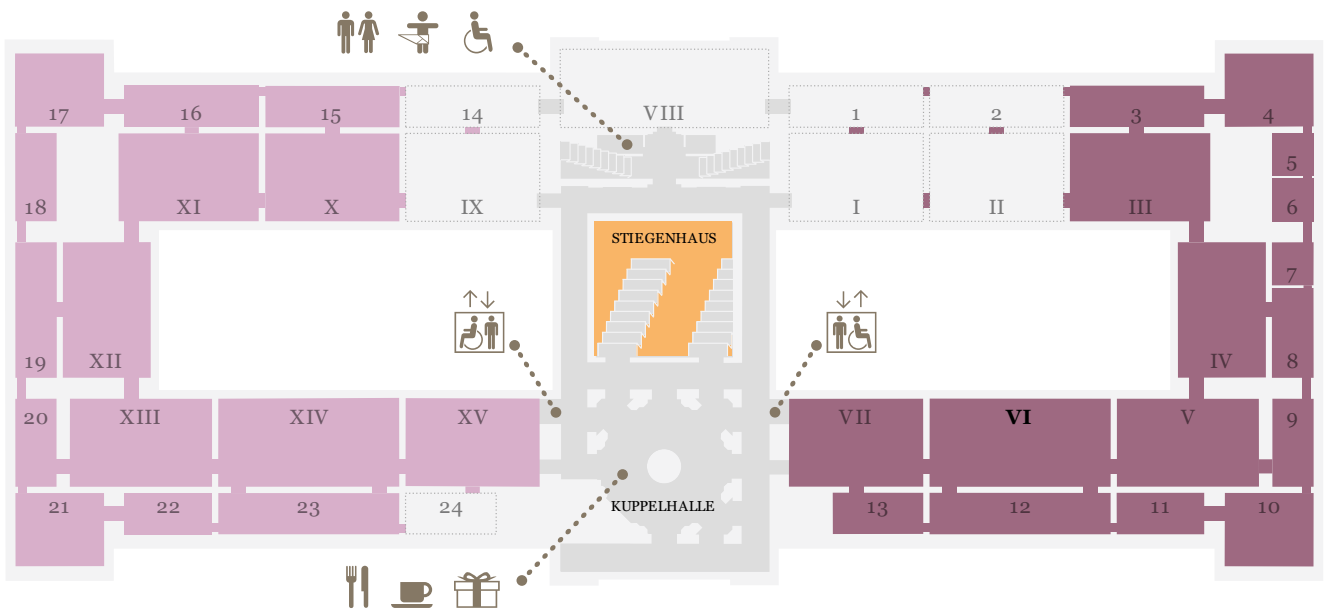 17 16 15 14 VIII 1 2 3 4
5
18 XI X IX I II III 6
STIEGENHAUS
7
19 XII IV 8
20 XIII XIV XV VII VI V 9
21 22 23 24 KUPPELHALLE 13 12 11 10